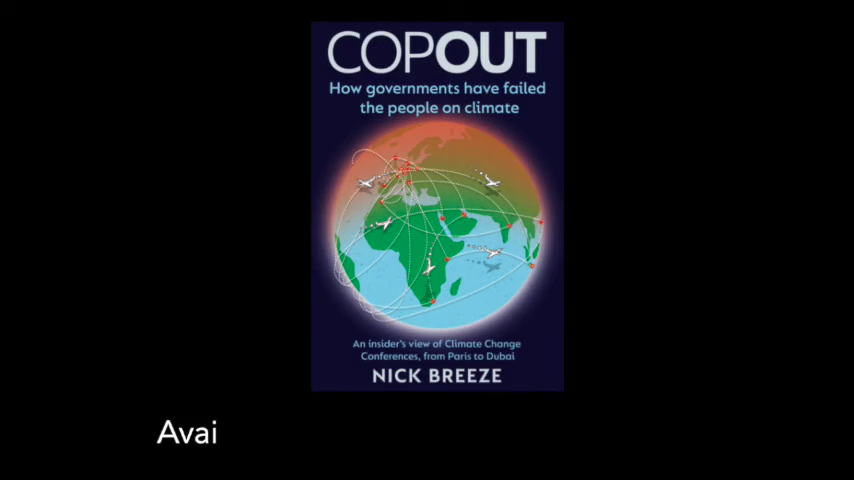 COPOUT
How governments have failed
the people on climate
An insider's view of Climate Change
Conferences, from Paris to Dubai
NICK BREEZE
Avai